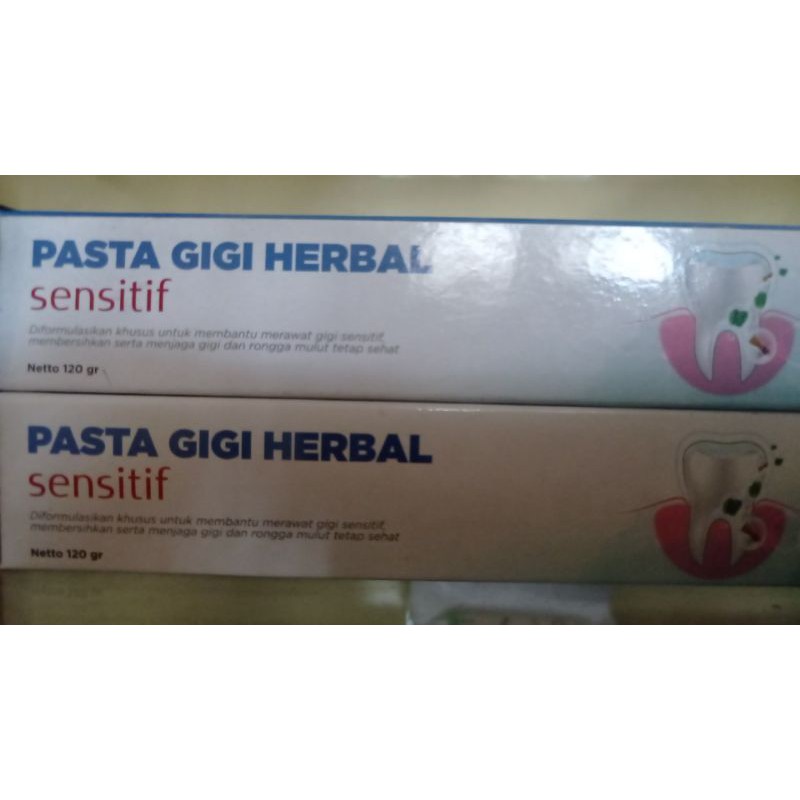 PASTA GIGI HERBAL
sensitif
Diformulasikan khusus untuk membantu merawat gigi sensitif,
membersihkan serta menjaga gigi dan rongga mulut tetap sehat
Netto 120 gr
PASTA GIGI HERBAL
sensitif
Diformulasikan khusus untuk membantu merawat gigi sensitif,
membersihkan serta menjaga gigi dan rongga mulut tetap sehat
Netto 120 gr